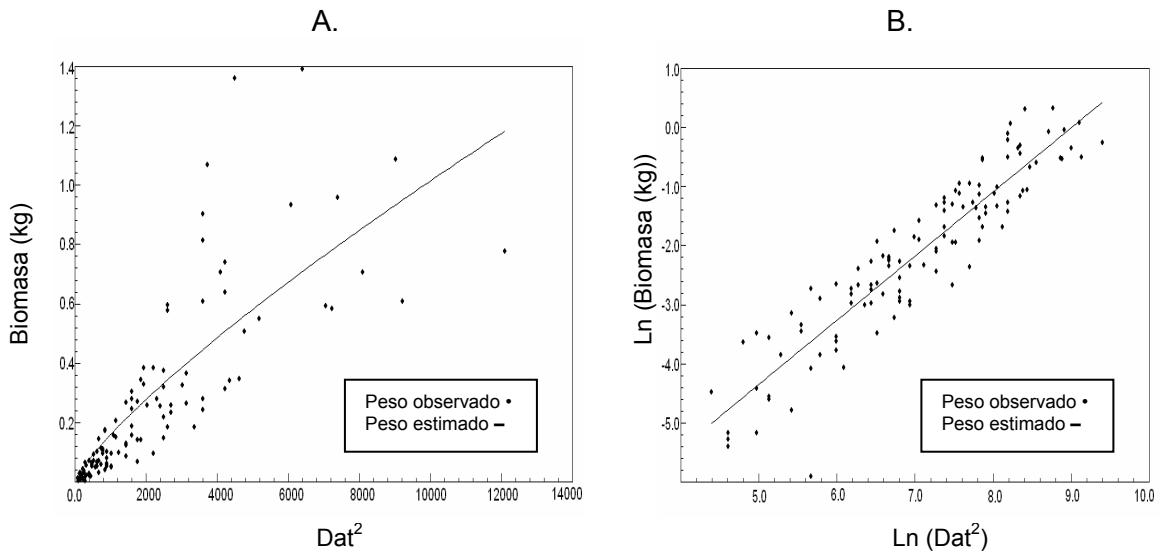 A.
B.
1.4
1.2
1.0
0.8
0.6
0.4
0.2
0.0
2000
4000
6000
8000
10000
12000
14000
Biomasa (kg)
Dat²
Peso observado •
Peso estimado –
1.0
0.0
-1.0
-2.0
-3.0
-4.0
-5.0
5.0
6.0
7.0
8.0
9.0
10.0
Ln (Biomasa (kg))
Ln (Dat²)
Peso observado •
Peso estimado –